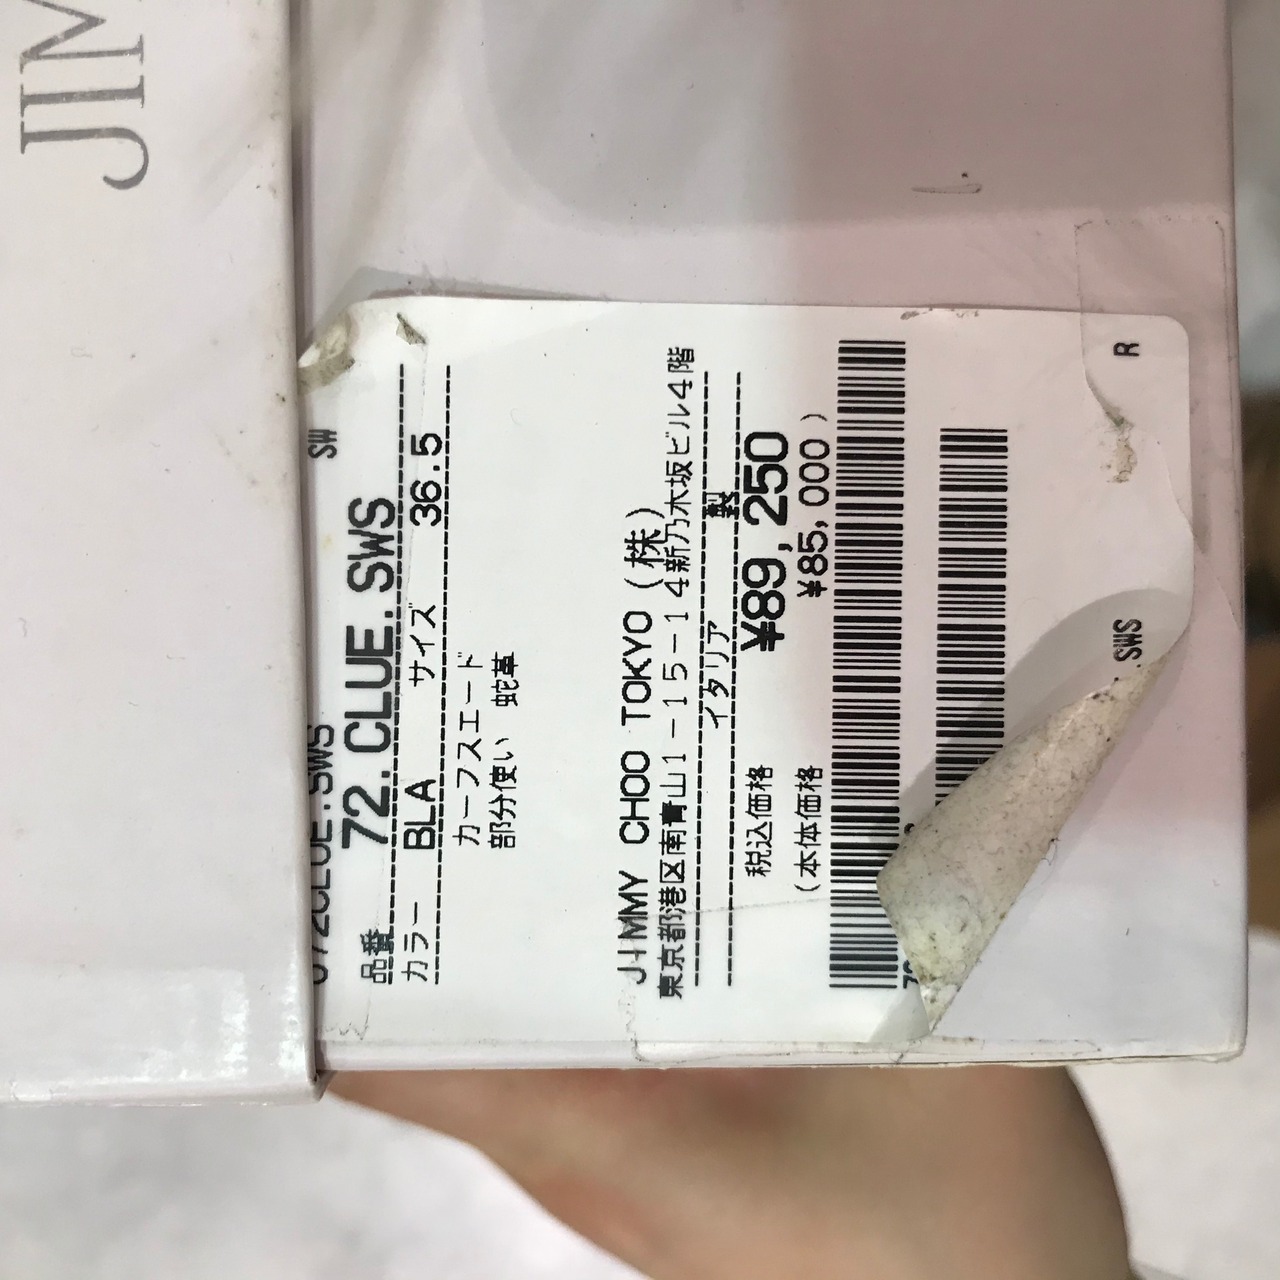 JIM
SW
72CLUE.SWS
品番 72.CLUE.SWS
カラー BLA サイズ 36.5
カーフスエード
部分使い 蛇革
JIMMY CHOO TOKYO (株)
東京都港区南青山1-15-14新乃木坂ビル4階
イタリア 製
税込価格 ¥89,250
(本体価格 ¥85,000)
.SWS R